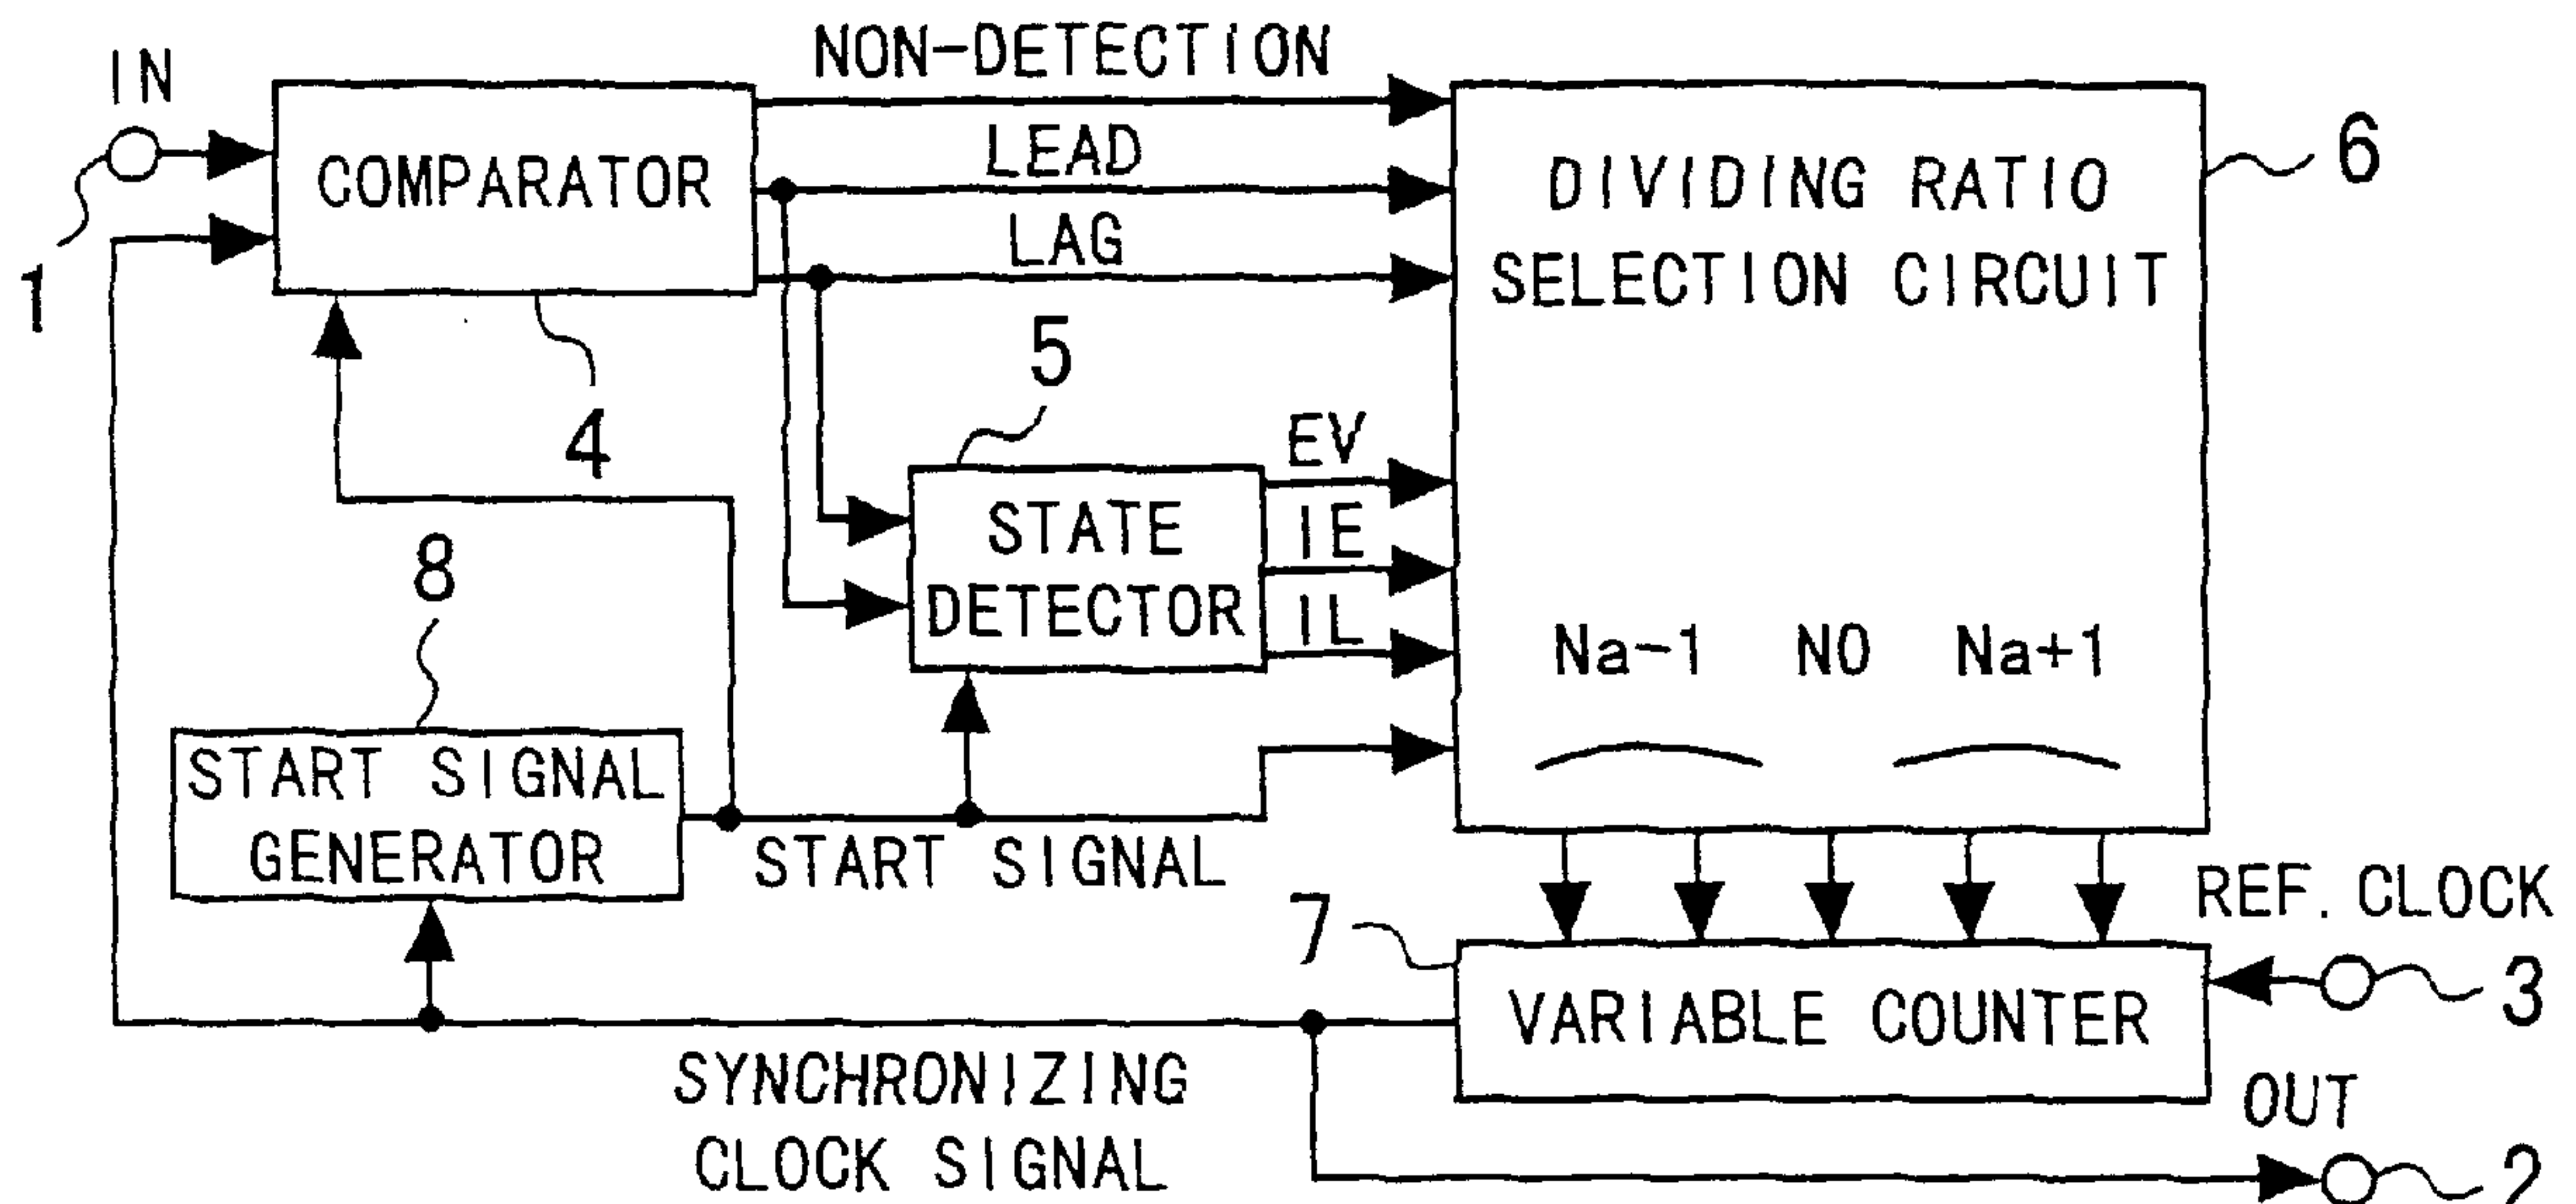 NON-DETECTION
IN
COMPARATOR
LEAD
LAG
DIVIDING RATIO
SELECTION CIRCUIT
6
1
4
5
EV
IE
IL
STATE
DETECTOR
8
Na-1 NO Na+1
START SIGNAL
GENERATOR
START SIGNAL
7
REF. CLOCK
VARIABLE COUNTER
3
SYNCHRONIZING
CLOCK SIGNAL
OUT
2